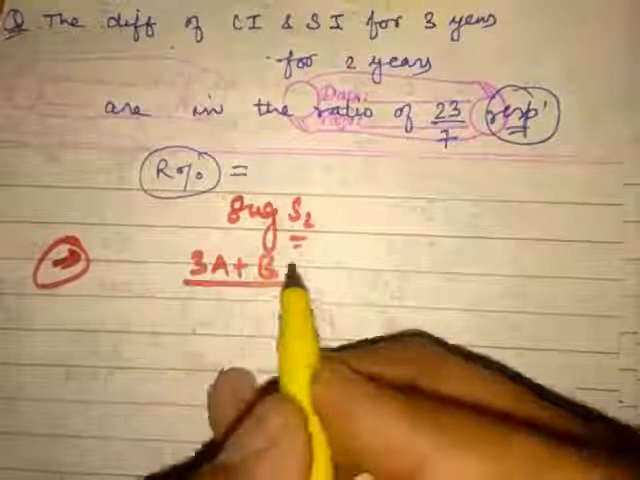 Q The diff of CI & SI for 3 years
for 2 years
are in the ratio of 23/7 resp'
R% =
S2
3A + B